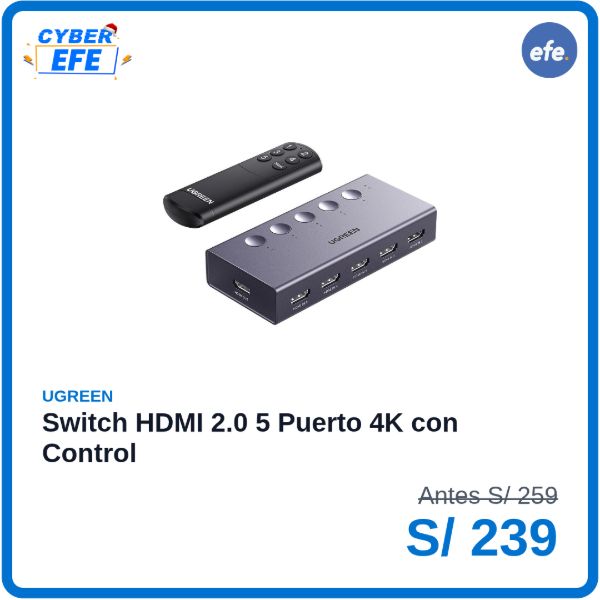 CYBER
EFE
efe.
UGREEN
UGREEN
UGREEN
Switch HDMI 2.0 5 Puerto 4K con
Control
Antes S/ 259
S/ 239